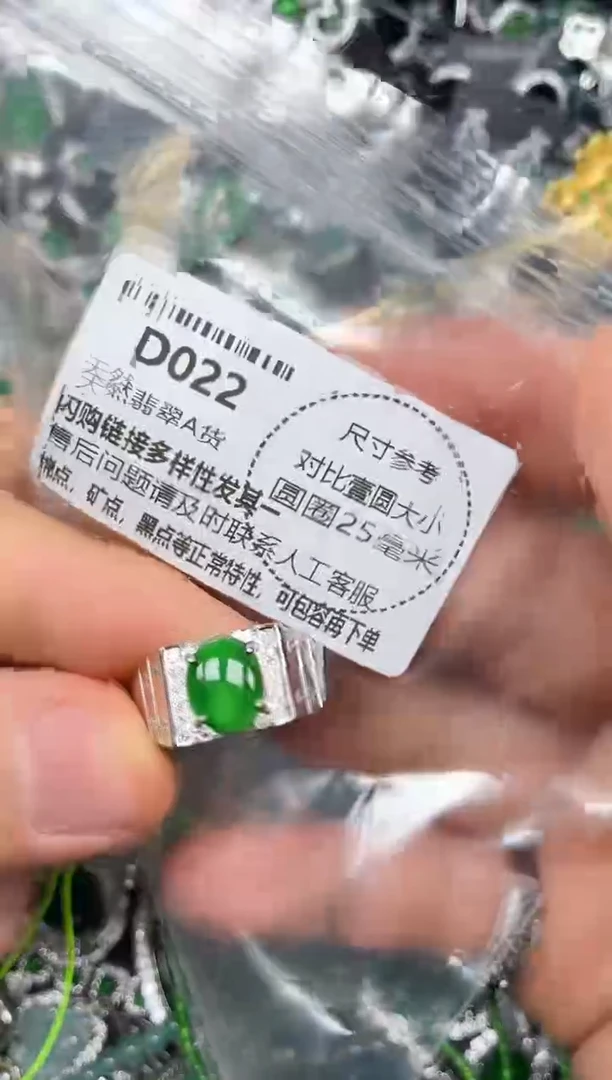 D022
天然翡翠A货
闪购链接多样性发其一
售后问题请及时联系人工客服
棉点，矿点，黑点等正常特性，可包容再下单
尺寸参考
对比壹圆大小
圆圈25毫米